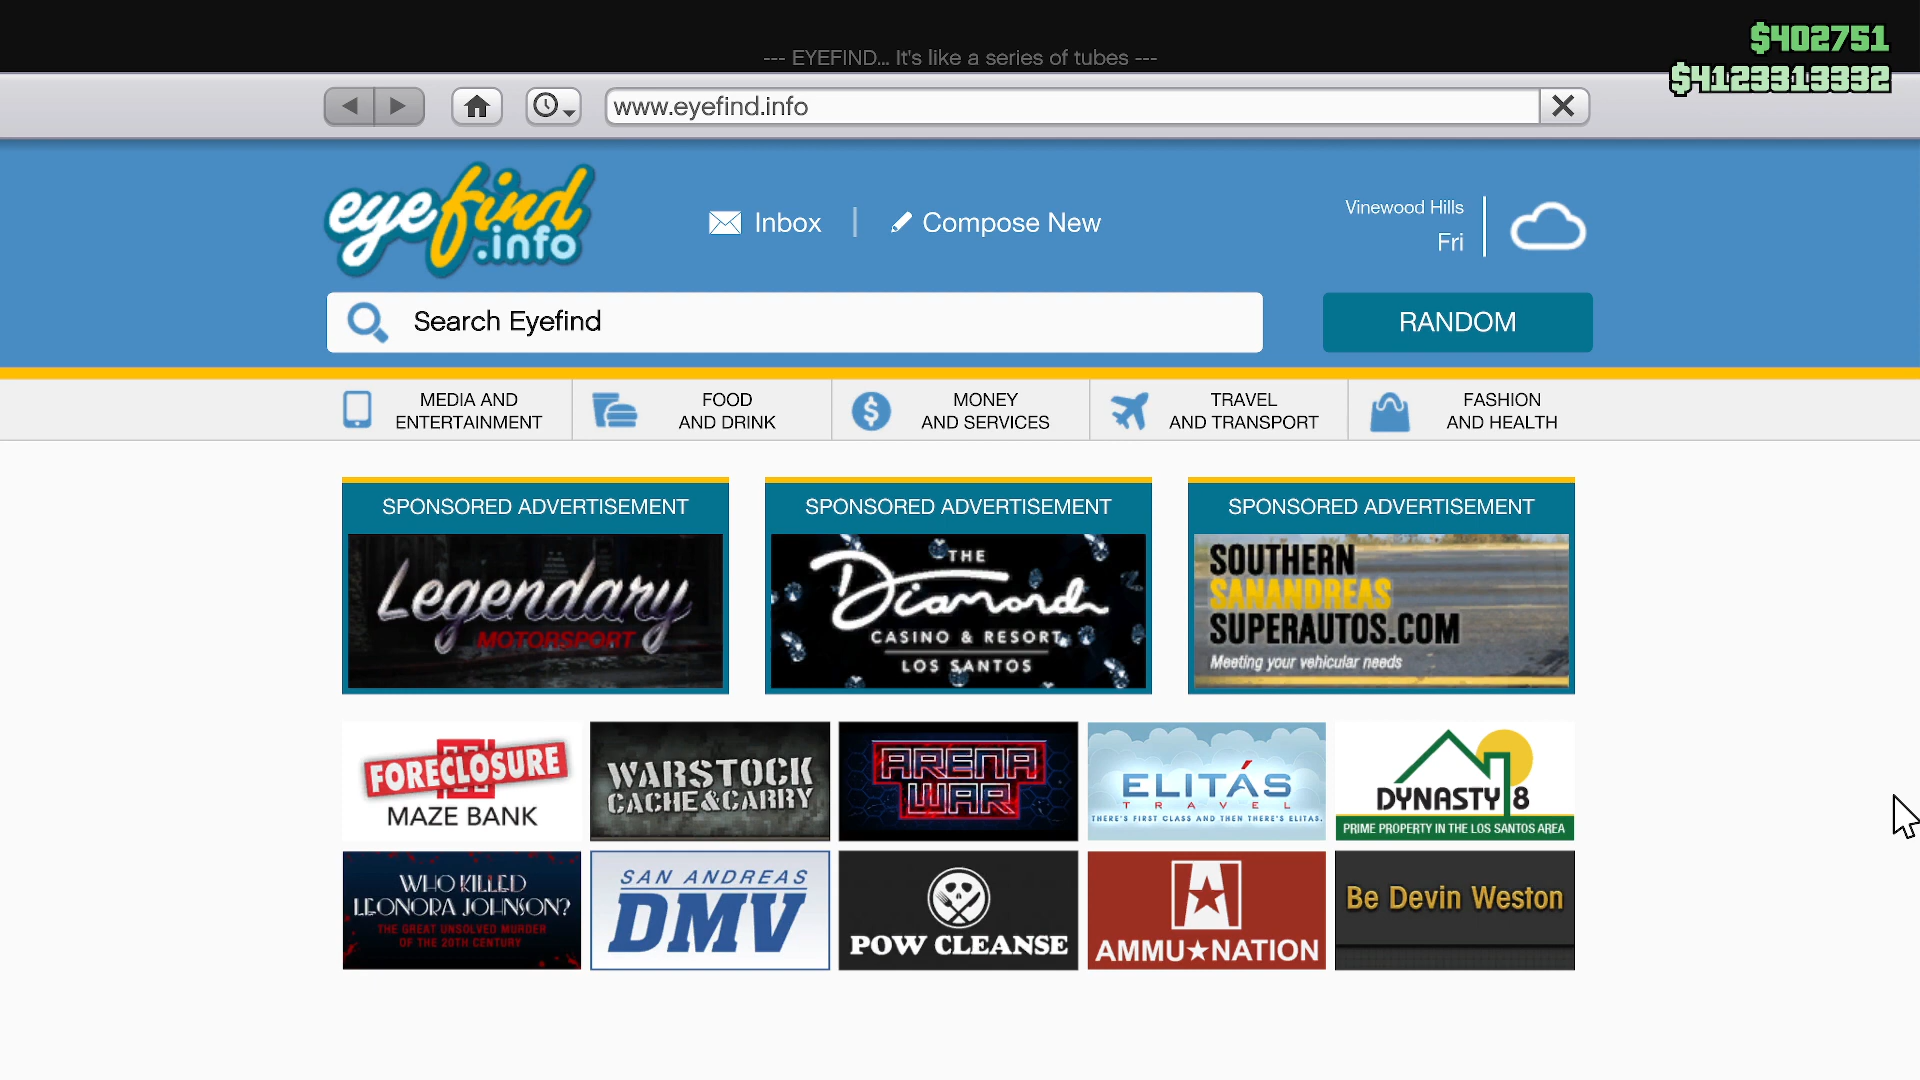 $402751
--- EYEFIND... It's like a series of tubes ---
$4123313332
www.eyefind.info
eyefind
.info
Inbox
Compose New
Vinewood Hills
Fri
Search Eyefind
RANDOM
MEDIA AND
ENTERTAINMENT
FOOD
AND DRINK
MONEY
AND SERVICES
TRAVEL
AND TRANSPORT
FASHION
AND HEALTH
SPONSORED ADVERTISEMENT
Legendary
MOTORSPORT
SPONSORED ADVERTISEMENT
THE
Diamond
CASINO & RESORT
LOS SANTOS
SPONSORED ADVERTISEMENT
SOUTHERN
SANANDREAS
SUPERAUTOS.COM
Meeting your vehicular needs
FORECLOSURE
MAZE BANK
WARSTOCK
CACHE&CARRY
ARENA
WAR
ELITÁS
TRAVEL
THERE'S FIRST CLASS AND THEN THERE'S ELITAS.
DYNASTY 8
PRIME PROPERTY IN THE LOS SANTOS AREA
WHO KILLED
LEONORA JOHNSON?
THE GREAT UNSOLVED MURDER
OF THE 20TH CENTURY
SAN ANDREAS
DMV
POW CLEANSE
AMMU★NATION
Be Devin Weston